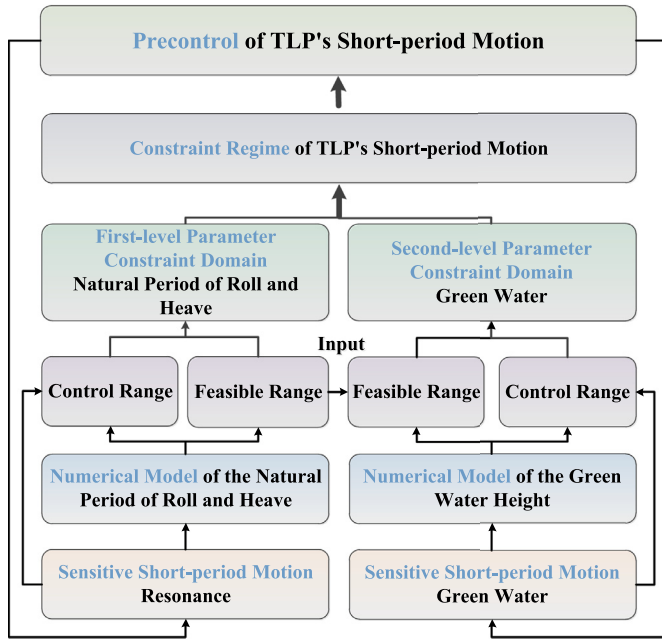 Precontrol of TLP's Short-period Motion
Constraint Regime of TLP's Short-period Motion
First-level Parameter
Constraint Domain
Natural Period of Roll and
Heave
Second-level Parameter
Constraint Domain
Green Water
Input
Control Range
Feasible Range
Feasible Range
Control Range
Numerical Model of the Natural
Period of Roll and Heave
Numerical Model of the Green
Water Height
Sensitive Short-period Motion
Resonance
Sensitive Short-period Motion
Green Water